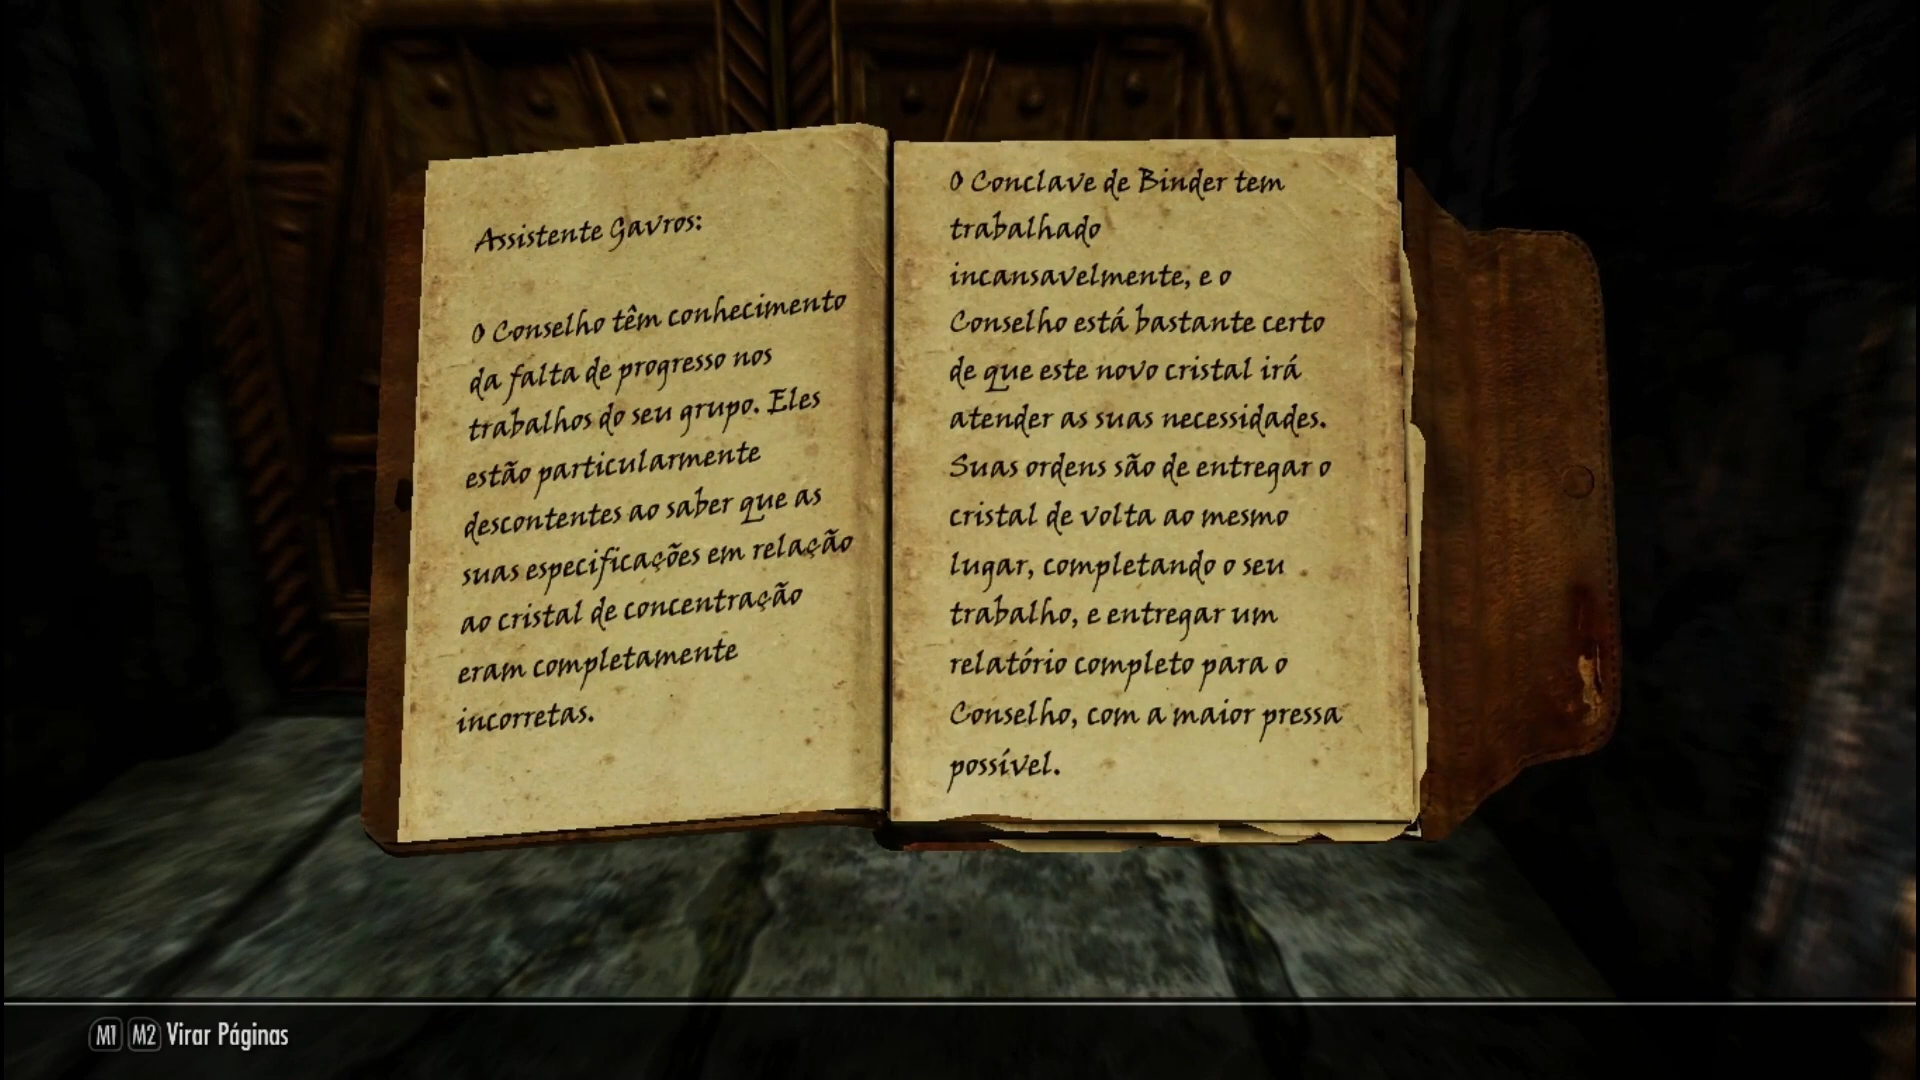 Assistente Gavros:
O Conselho têm conhecimento
da falta de progresso nos
trabalhos do seu grupo. Eles
estão particularmente
descontentes ao saber que as
suas especificações em relação
ao cristal de concentração
eram completamente
incorretas.
O Conclave de Binder tem
trabalhado
incansavelmente, e o
Conselho está bastante certo
de que este novo cristal irá
atender as suas necessidades.
Suas ordens são de entregar o
cristal de volta ao mesmo
lugar, completando o seu
trabalho, e entregar um
relatório completo para o
Conselho, com a maior pressa
possível.
M1 M2 Virar Páginas